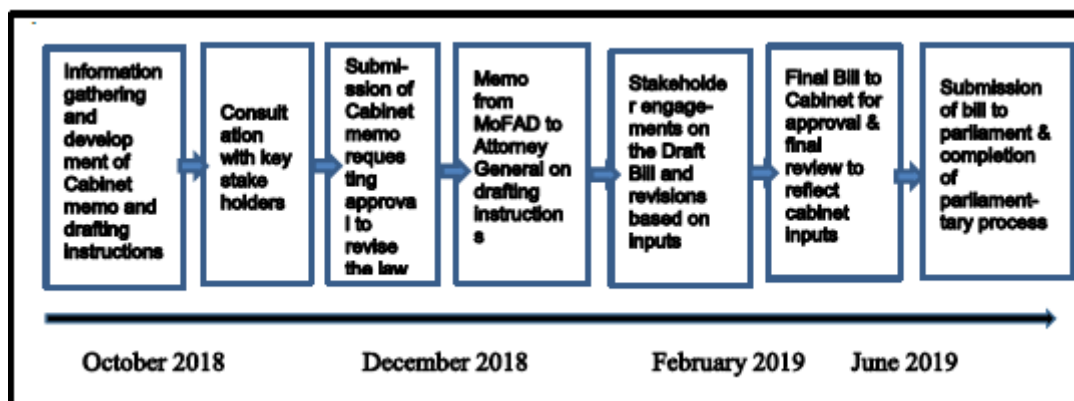 Information
gathering
and
develop
ment of
Cabinet
memo and
drafting
instructions
Consult
ation
with key
stake
holders
Submi-
ssion of
Cabinet
memo
reques
ting
approva
l to
revise
the law
Memo
from
MoFAD to
Attorney
General on
drafting
instruction
s
Stakeholde
r engage-
ments on
the Draft
Bill and
revisions
based on
inputs
Final Bill to
Cabinet for
approval &
final
review to
reflect
cabinet
inputs
Submission
of bill to
parliament &
completion
of
parliament-
tary process
October 2018
December 2018
February 2019
June 2019